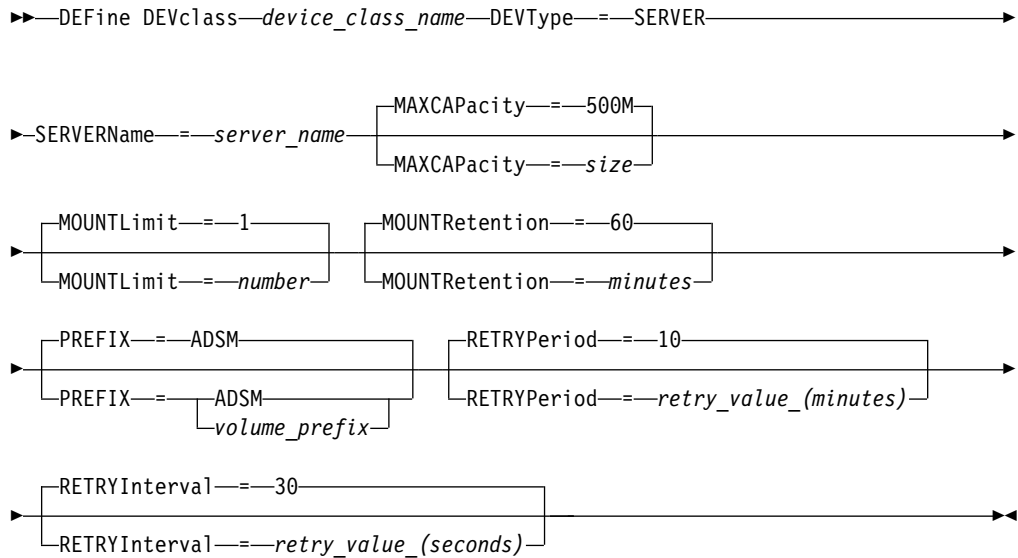 DEFine DEVclass device_class_name DEVType = SERVER
MAXCAPacity = 500M
SERVERName = server_name
MAXCAPacity = size
MOUNTLimit = 1 MOUNTRetention = 60
MOUNTLimit = number MOUNTRetention = minutes
PREFIX = ADSM RETRYPeriod = 10
PREFIX = ADSM RETRYPeriod = retry_value_(minutes)
volume_prefix
RETRYInterval = 30
RETRYInterval = retry_value_(seconds)